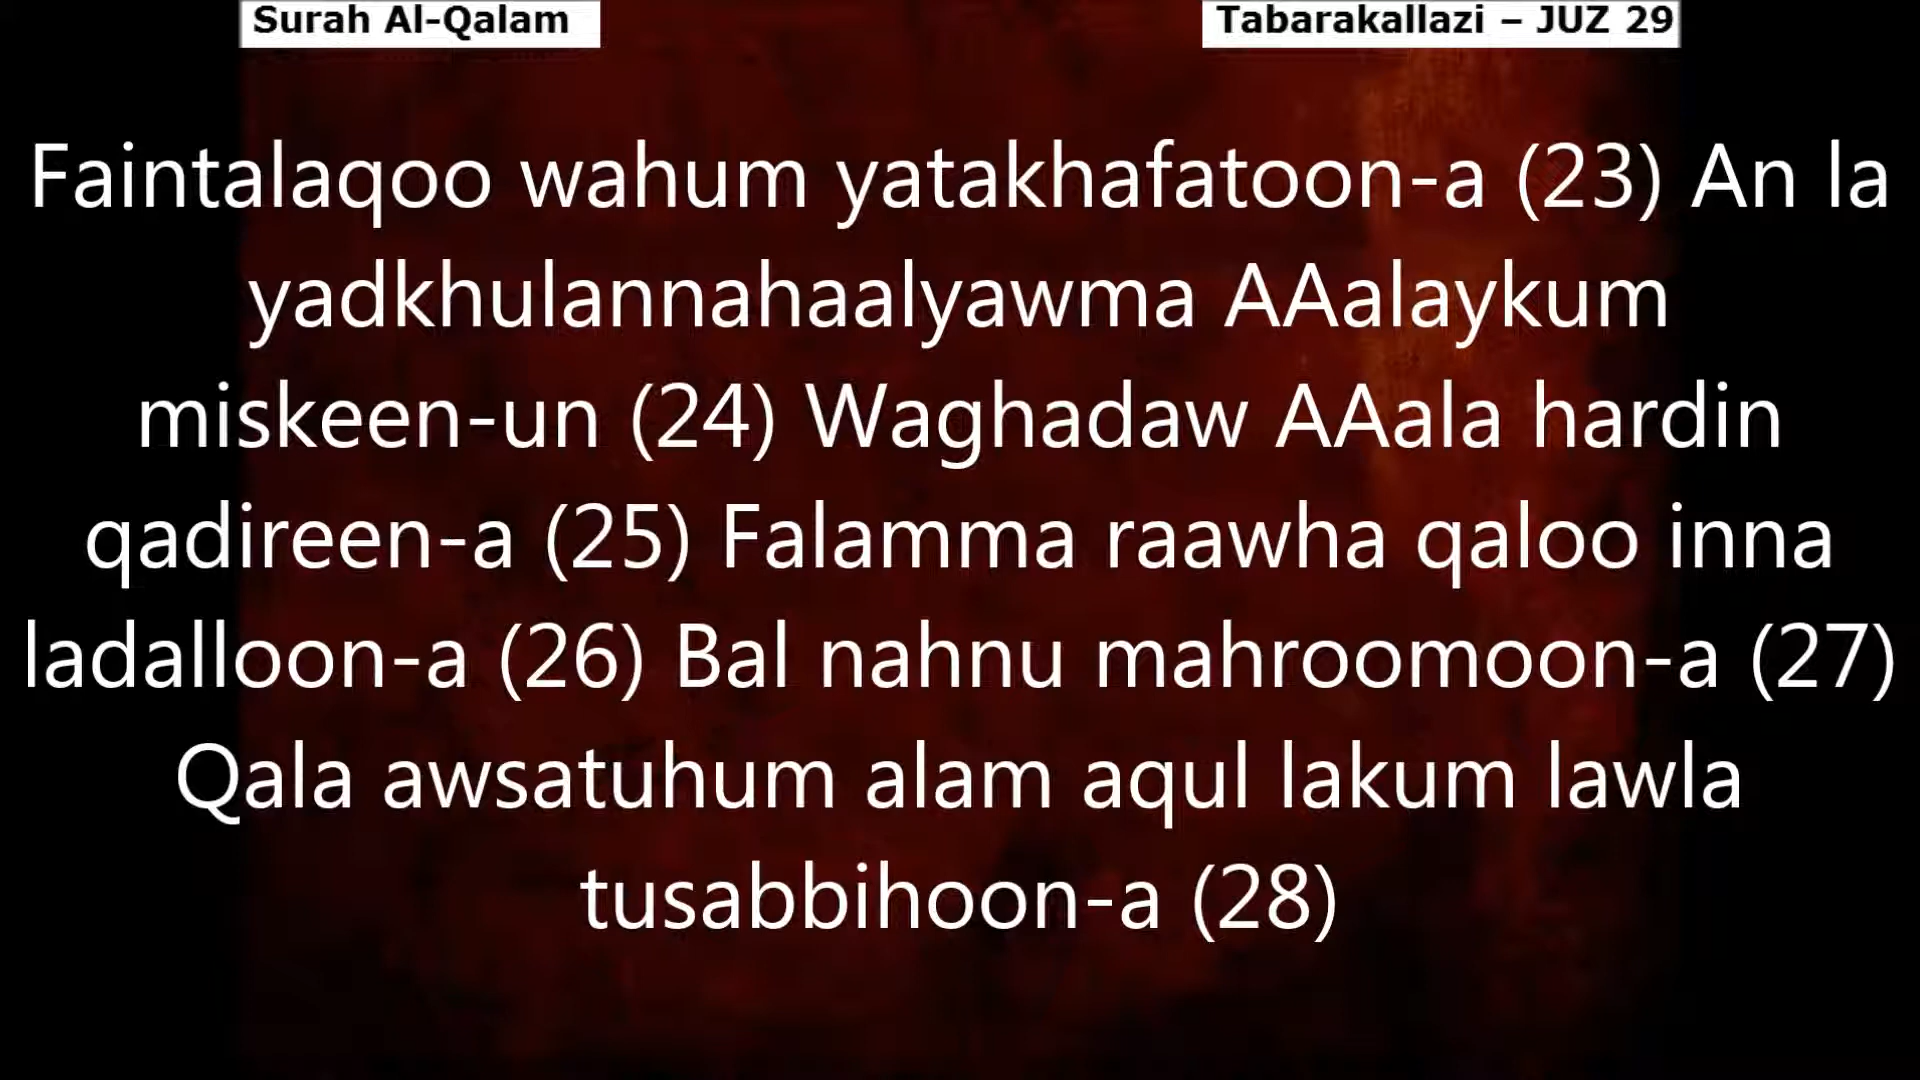 Surah Al-Qalam
Tabarakallazi – JUZ 29
Faintalaqoo wahum yatakhafatoon-a (23) An la
yadkhulannahaalyawma AAalaykum
miskeen-un (24) Waghadaw AAala hardin
qadireen-a (25) Falamma raawha qaloo inna
ladalloon-a (26) Bal nahnu mahroomoon-a (27)
Qala awsatuhum alam aqul lakum lawla
tusabbihoon-a (28)